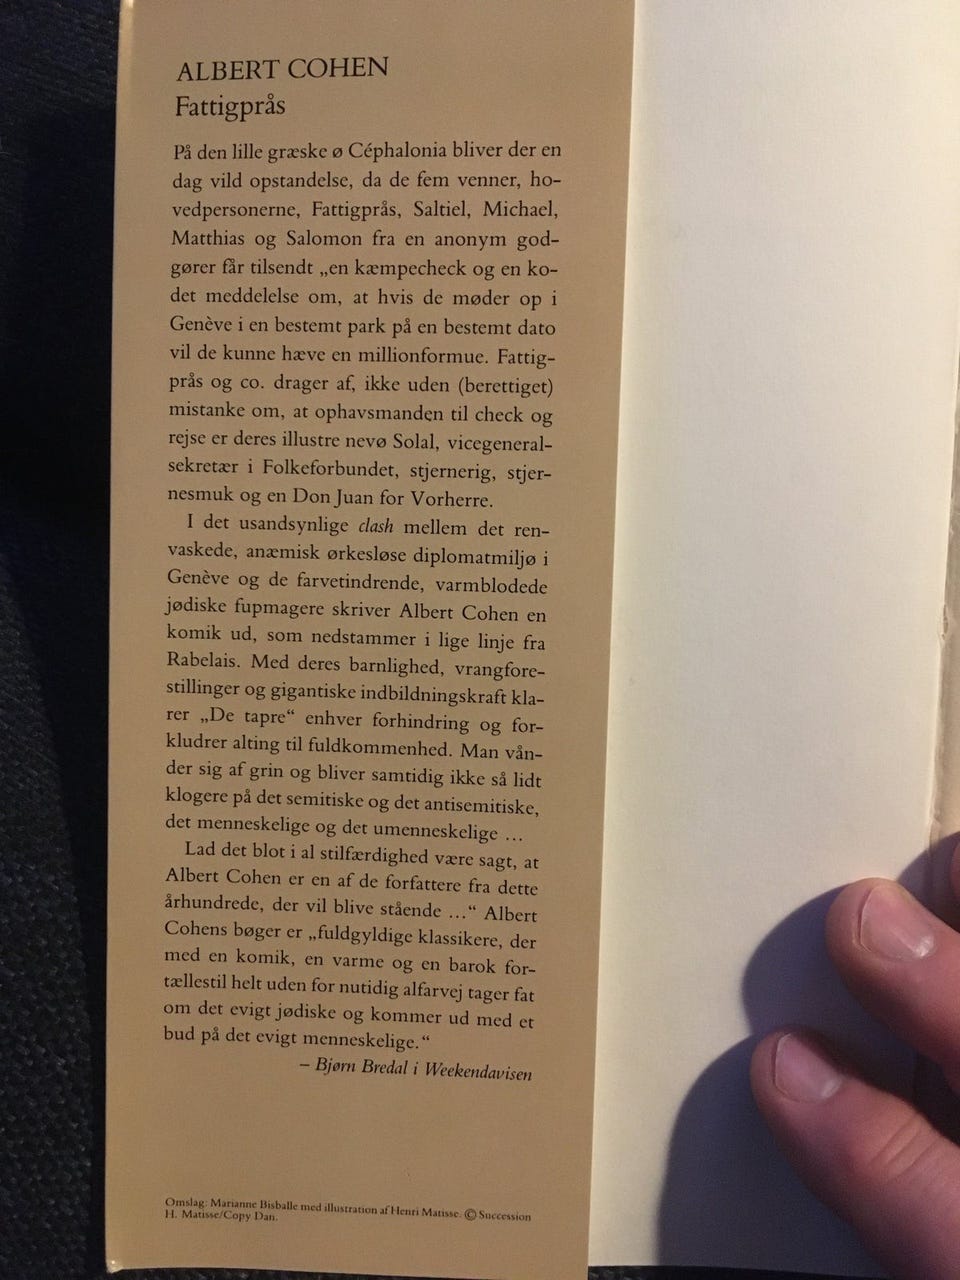 ALBERT COHEN
Fattigprås
På den lille græske ø Céphalonia bliver der en
dag vild opstandelse, da de fem venner, ho-
vedpersonerne, Fattigprås, Saltiel, Michael,
Matthias og Salomon fra en anonym god-
gører får tilsendt „en kæmpecheck og en ko-
det meddelelse om, at hvis de møder op i
Genève i en bestemt park på en bestemt dato
vil de kunne hæve en millionformue. Fattig-
prås og co. drager af, ikke uden (berettiget)
mistanke om, at ophavsmanden til check og
rejse er deres illustre nevø Solal, vicegeneral-
sekretær i Folkeforbundet, stjernerig, stjer-
nesmuk og en Don Juan for Vorherre.
I det usandsynlige clash mellem det ren-
vaskede, anæmisk ørkesløse diplomatmiljø i
Genève og de farvetindrende, varmblodede
jødiske fupmagere skriver Albert Cohen en
komik ud, som nedstammer i lige linje fra
Rabelais. Med deres barnlighed, vrangfore-
stillinger og gigantiske indbildningskraft kla-
rer „De tapre“ enhver forhindring og for-
kludrer alting til fuldkommenhed. Man vån-
der sig af grin og bliver samtidig ikke så lidt
klogere på det semitiske og det antisemitiske,
det menneskelige og det umenneskelige ...
Lad det blot i al stilfærdighed være sagt, at
Albert Cohen er en af de forfattere fra dette
århundrede, der vil blive stående ...“ Albert
Cohens bøger er „fuldgyldige klassikere, der
med en komik, en varme og en barok for-
tællestil helt uden for nutidig alfarvej tager fat
om det evigt jødiske og kommer ud med et
bud på det evigt menneskelige.“
– Bjørn Bredal i Weekendavisen
Omslag: Marianne Bisballe med illustration af Henri Matisse. © Succession
H. Matisse/Copy Dan.